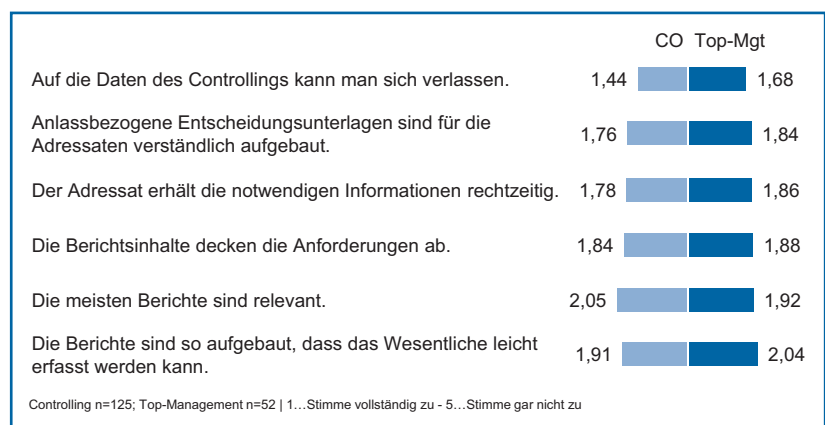 CO Top-Mgt
Auf die Daten des Controllings kann man sich verlassen. 1,44 1,68
Anlassbezogene Entscheidungsunterlagen sind für die
Adressaten verständlich aufgebaut. 1,76 1,84
Der Adressat erhält die notwendigen Informationen rechtzeitig. 1,78 1,86
Die Berichtsinhalte decken die Anforderungen ab. 1,84 1,88
Die meisten Berichte sind relevant. 2,05 1,92
Die Berichte sind so aufgebaut, dass das Wesentliche leicht
erfasst werden kann. 1,91 2,04
Controlling n=125; Top-Management n=52 | 1...Stimme vollständig zu - 5...Stimme gar nicht zu